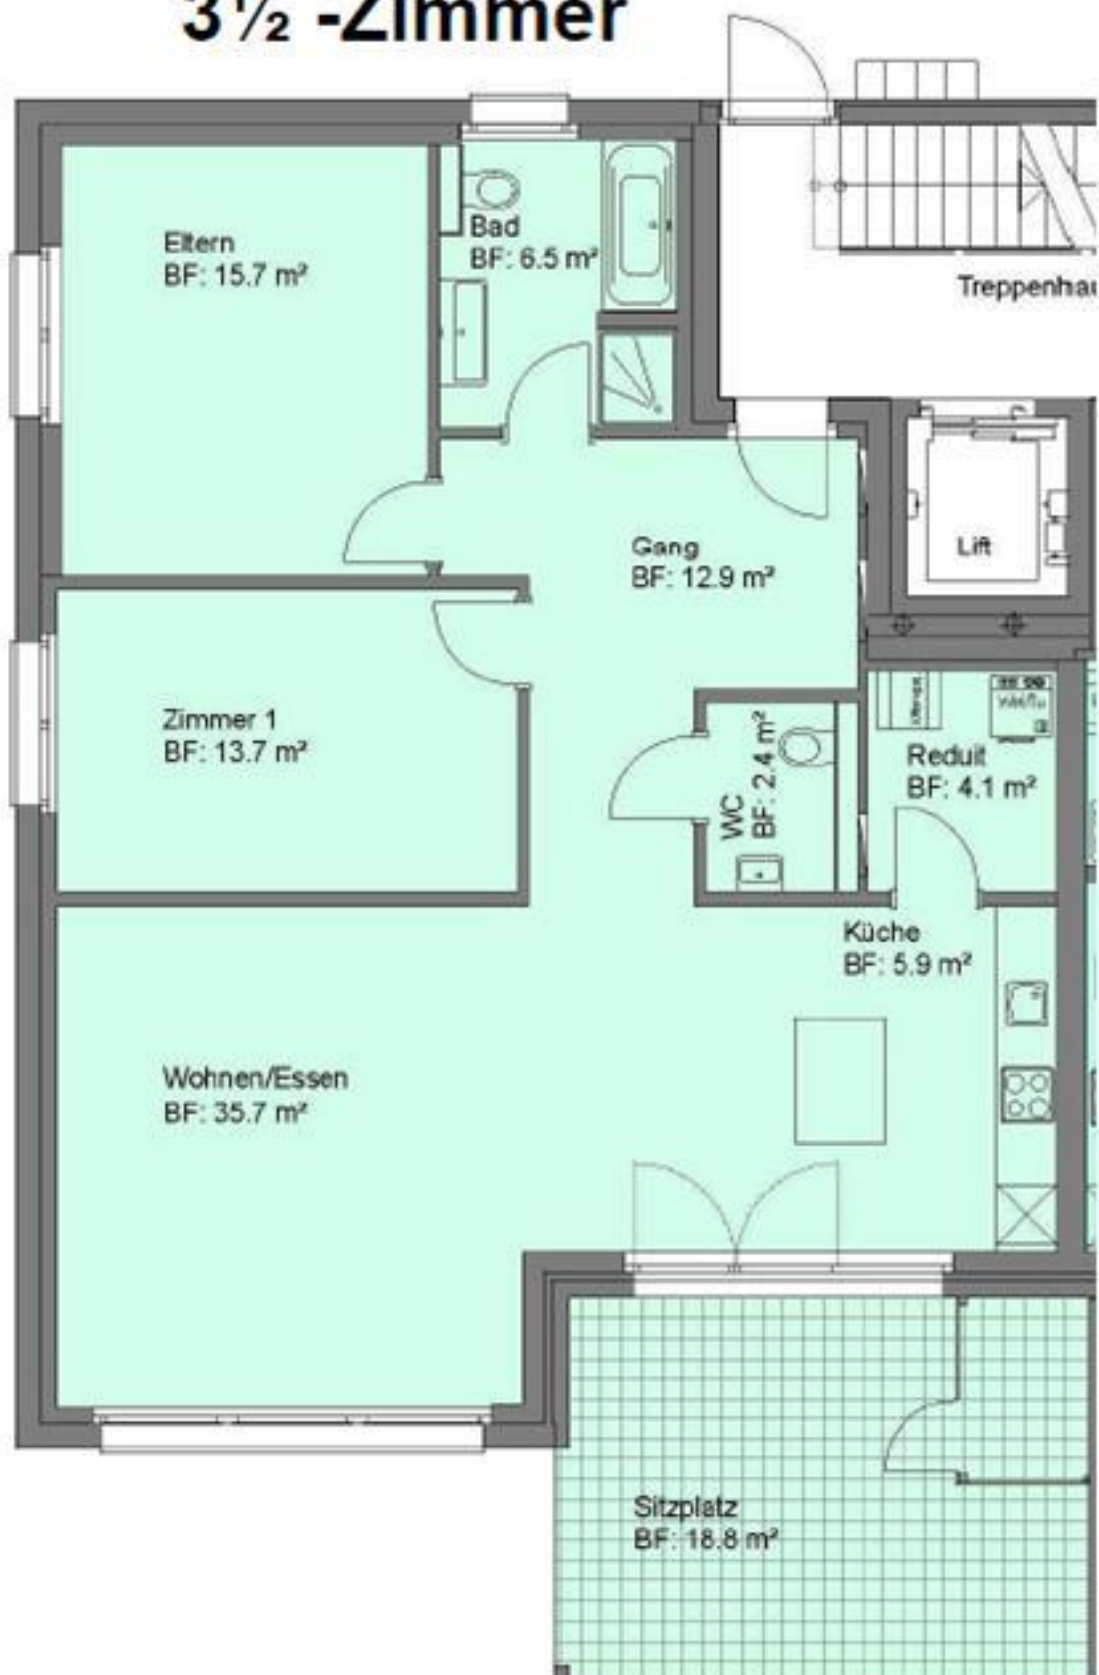 3½ -Zimmer
Eltern
BF: 15.7 m²
Bad
BF: 6.5 m²
Treppenhau
Gang
BF: 12.9 m²
Lift
Zimmer 1
BF: 13.7 m²
WC
BF: 2.4 m²
Reduit
BF: 4.1 m²
Küche
BF: 5.9 m²
Wohnen/Essen
BF: 35.7 m²
Sitzplatz
BF: 18.8 m²